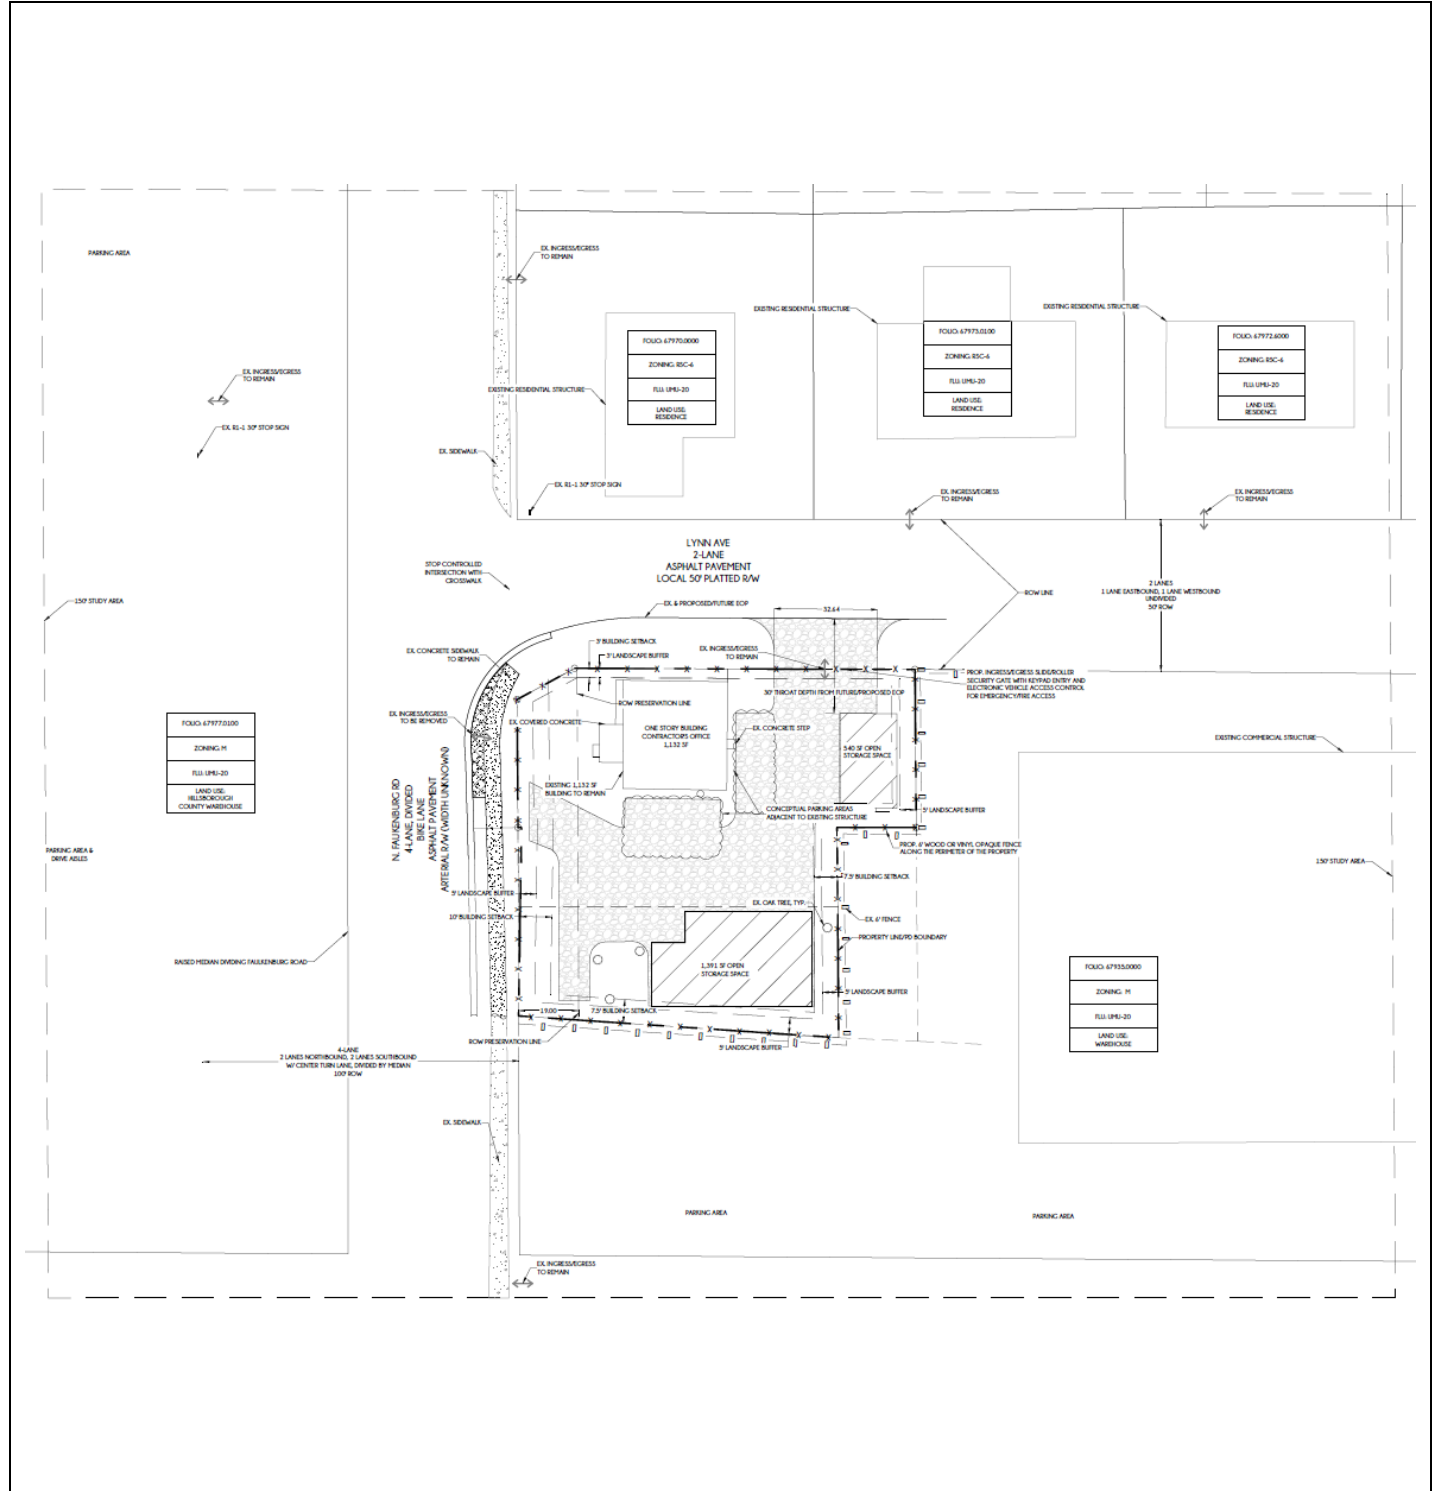 PARKING AREA
EX. INGRESS/EGRESS
TO REMAIN
EX. INGRESS/EGRESS
TO REMAIN
EX. R1-1 30" STOP SIGN
EX. SIDEWALK
EXISTING RESIDENTIAL STRUCTURE
FOLIO: 67970.0000
ZONING: RSC-6
FLU: UMU-20
LAND USE:
RESIDENCE
EXISTING RESIDENTIAL STRUCTURE
FOLIO: 67973.0100
ZONING: RSC-6
FLU: UMU-20
LAND USE:
RESIDENCE
EXISTING RESIDENTIAL STRUCTURE
FOLIO: 67972.6000
ZONING: RSC-6
FLU: UMU-20
LAND USE:
RESIDENCE
EX. R1-1 30" STOP SIGN
EX. INGRESS/EGRESS
TO REMAIN
EX. INGRESS/EGRESS
TO REMAIN
LYNN AVE
2-LANE
ASPHALT PAVEMENT
LOCAL 50' PLATTED R/W
STOP CONTROLLED
INTERSECTION WITH
CROSSWALK
150' STUDY AREA
ROW LINE
2 LANES
1 LANE EASTBOUND, 1 LANE WESTBOUND
UNDIVIDED
50' ROW
EX. & PROPOSED/FUTURE EOP
32.64
3' BUILDING SETBACK
3' LANDSCAPE BUFFER
EX. CONCRETE SIDEWALK
TO REMAIN
EX. INGRESS/EGRESS
TO REMAIN
PROP. INGRESS/EGRESS SLIDE/ROLLER
SECURITY GATE WITH KEYPAD ENTRY AND
ELECTRONIC VEHICLE ACCESS CONTROL
FOR EMERGENCY/FIRE ACCESS
30' THROAT DEPTH FROM FUTURE/PROPOSED EOP
ROW PRESERVATION LINE
EX. INGRESS/EGRESS
TO BE REMOVED
EX. COVERED CONCRETE
ONE STORY BUILDING
CONTRACTORS OFFICE
1,132 SF
EX. CONCRETE STEP
540 SF OPEN
STORAGE SPACE
EXISTING COMMERCIAL STRUCTURE
FOLIO: 67977.0100
ZONING: M
FLU: UMU-20
LAND USE:
HILLSBOROUGH
COUNTY WAREHOUSE
EXISTING 1,132 SF
BUILDING TO REMAIN
CONCEPTUAL PARKING AREAS
ADJACENT TO EXISTING STRUCTURE
5' LANDSCAPE BUFFER
N. FAULKENBURG RD
4-LANE, DIVIDED
BIKE LANE
ASPHALT PAVEMENT
ARTERIAL R/W (WIDTH UNKNOWN)
PROP. 6' WOOD OR VINYL OPAQUE FENCE
ALONG THE PERIMETER OF THE PROPERTY
PARKING AREA &
DRIVE AISLES
150' STUDY AREA
7.5' BUILDING SETBACK
5' LANDSCAPE BUFFER
EX. OAK TREE, TYP.
10' BUILDING SETBACK
EX. 6' FENCE
PROPERTY LINE/PD BOUNDARY
RAISED MEDIAN DIVIDING FAULKENBURG ROAD
1,391 SF OPEN
STORAGE SPACE
5' LANDSCAPE BUFFER
FOLIO: 67935.0000
ZONING: M
FLU: UMU-20
LAND USE:
WAREHOUSE
19.00
7.5' BUILDING SETBACK
ROW PRESERVATION LINE
5' LANDSCAPE BUFFER
4-LANE
2 LANES NORTHBOUND, 2 LANES SOUTHBOUND
W/ CENTER TURN LANE, DIVIDED BY MEDIAN
100' ROW
EX. SIDEWALK
PARKING AREA
PARKING AREA
EX. INGRESS/EGRESS
TO REMAIN